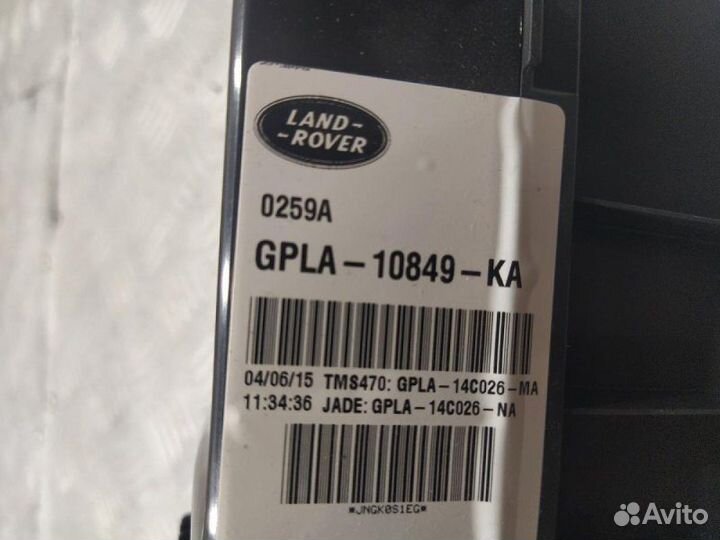 LAND-
-ROVER
0259A
GPLA-10849-KA
04/06/15 TMS470: GPLA-14C026-MA
11:34:36 JADE: GPLA-14C026-NA
*JNGK0S1EG*
Avito